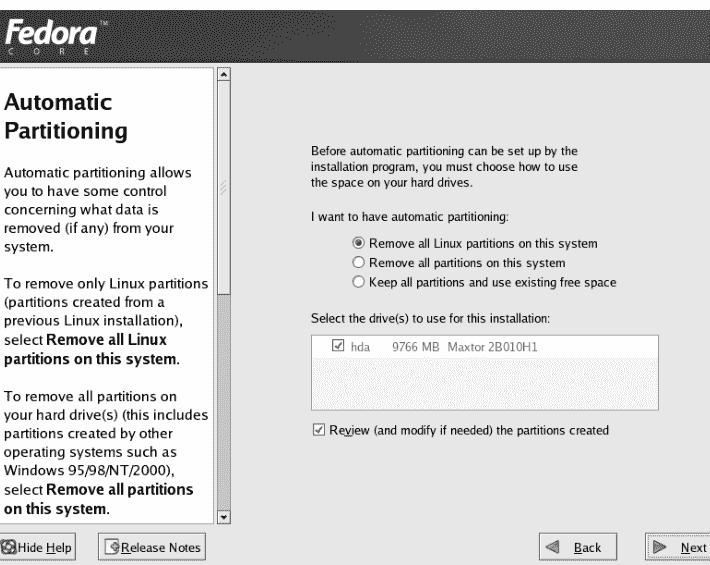 Fedora™
CORE
Automatic
Partitioning
Automatic partitioning allows
you to have some control
concerning what data is
removed (if any) from your
system.
To remove only Linux partitions
(partitions created from a
previous Linux installation),
select Remove all Linux
partitions on this system.
To remove all partitions on
your hard drive(s) (this includes
partitions created by other
operating systems such as
Windows 95/98/NT/2000),
select Remove all partitions
on this system.
Before automatic partitioning can be set up by the
installation program, you must choose how to use
the space on your hard drives.
I want to have automatic partitioning:
Remove all Linux partitions on this system
Remove all partitions on this system
Keep all partitions and use existing free space
Select the drive(s) to use for this installation:
hda 9766 MB Maxtor 2B010H1
Review (and modify if needed) the partitions created
Hide Help
Release Notes
Back
Next